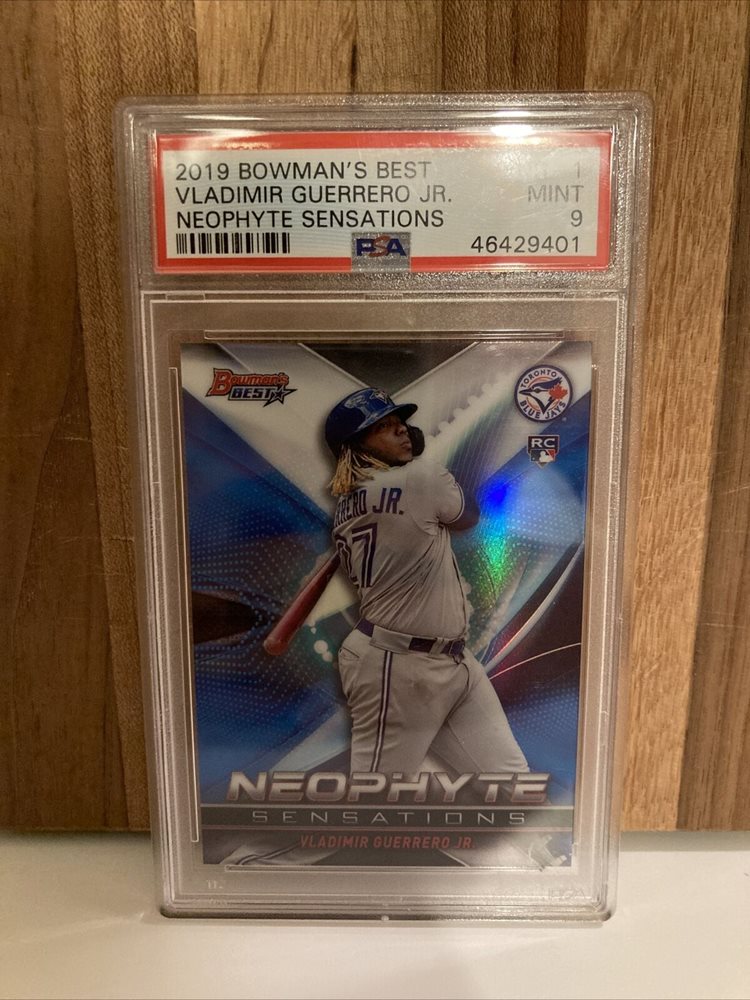 2019 BOWMAN'S BEST 1
VLADIMIR GUERRERO JR. MINT
NEOPHYTE SENSATIONS 9
PSA 46429401
Bowman's
BEST
TORONTO
BLUE JAYS
RC
RRERO JR.
27
NEOPHYTE
SENSATIONS
VLADIMIR GUERRERO JR.